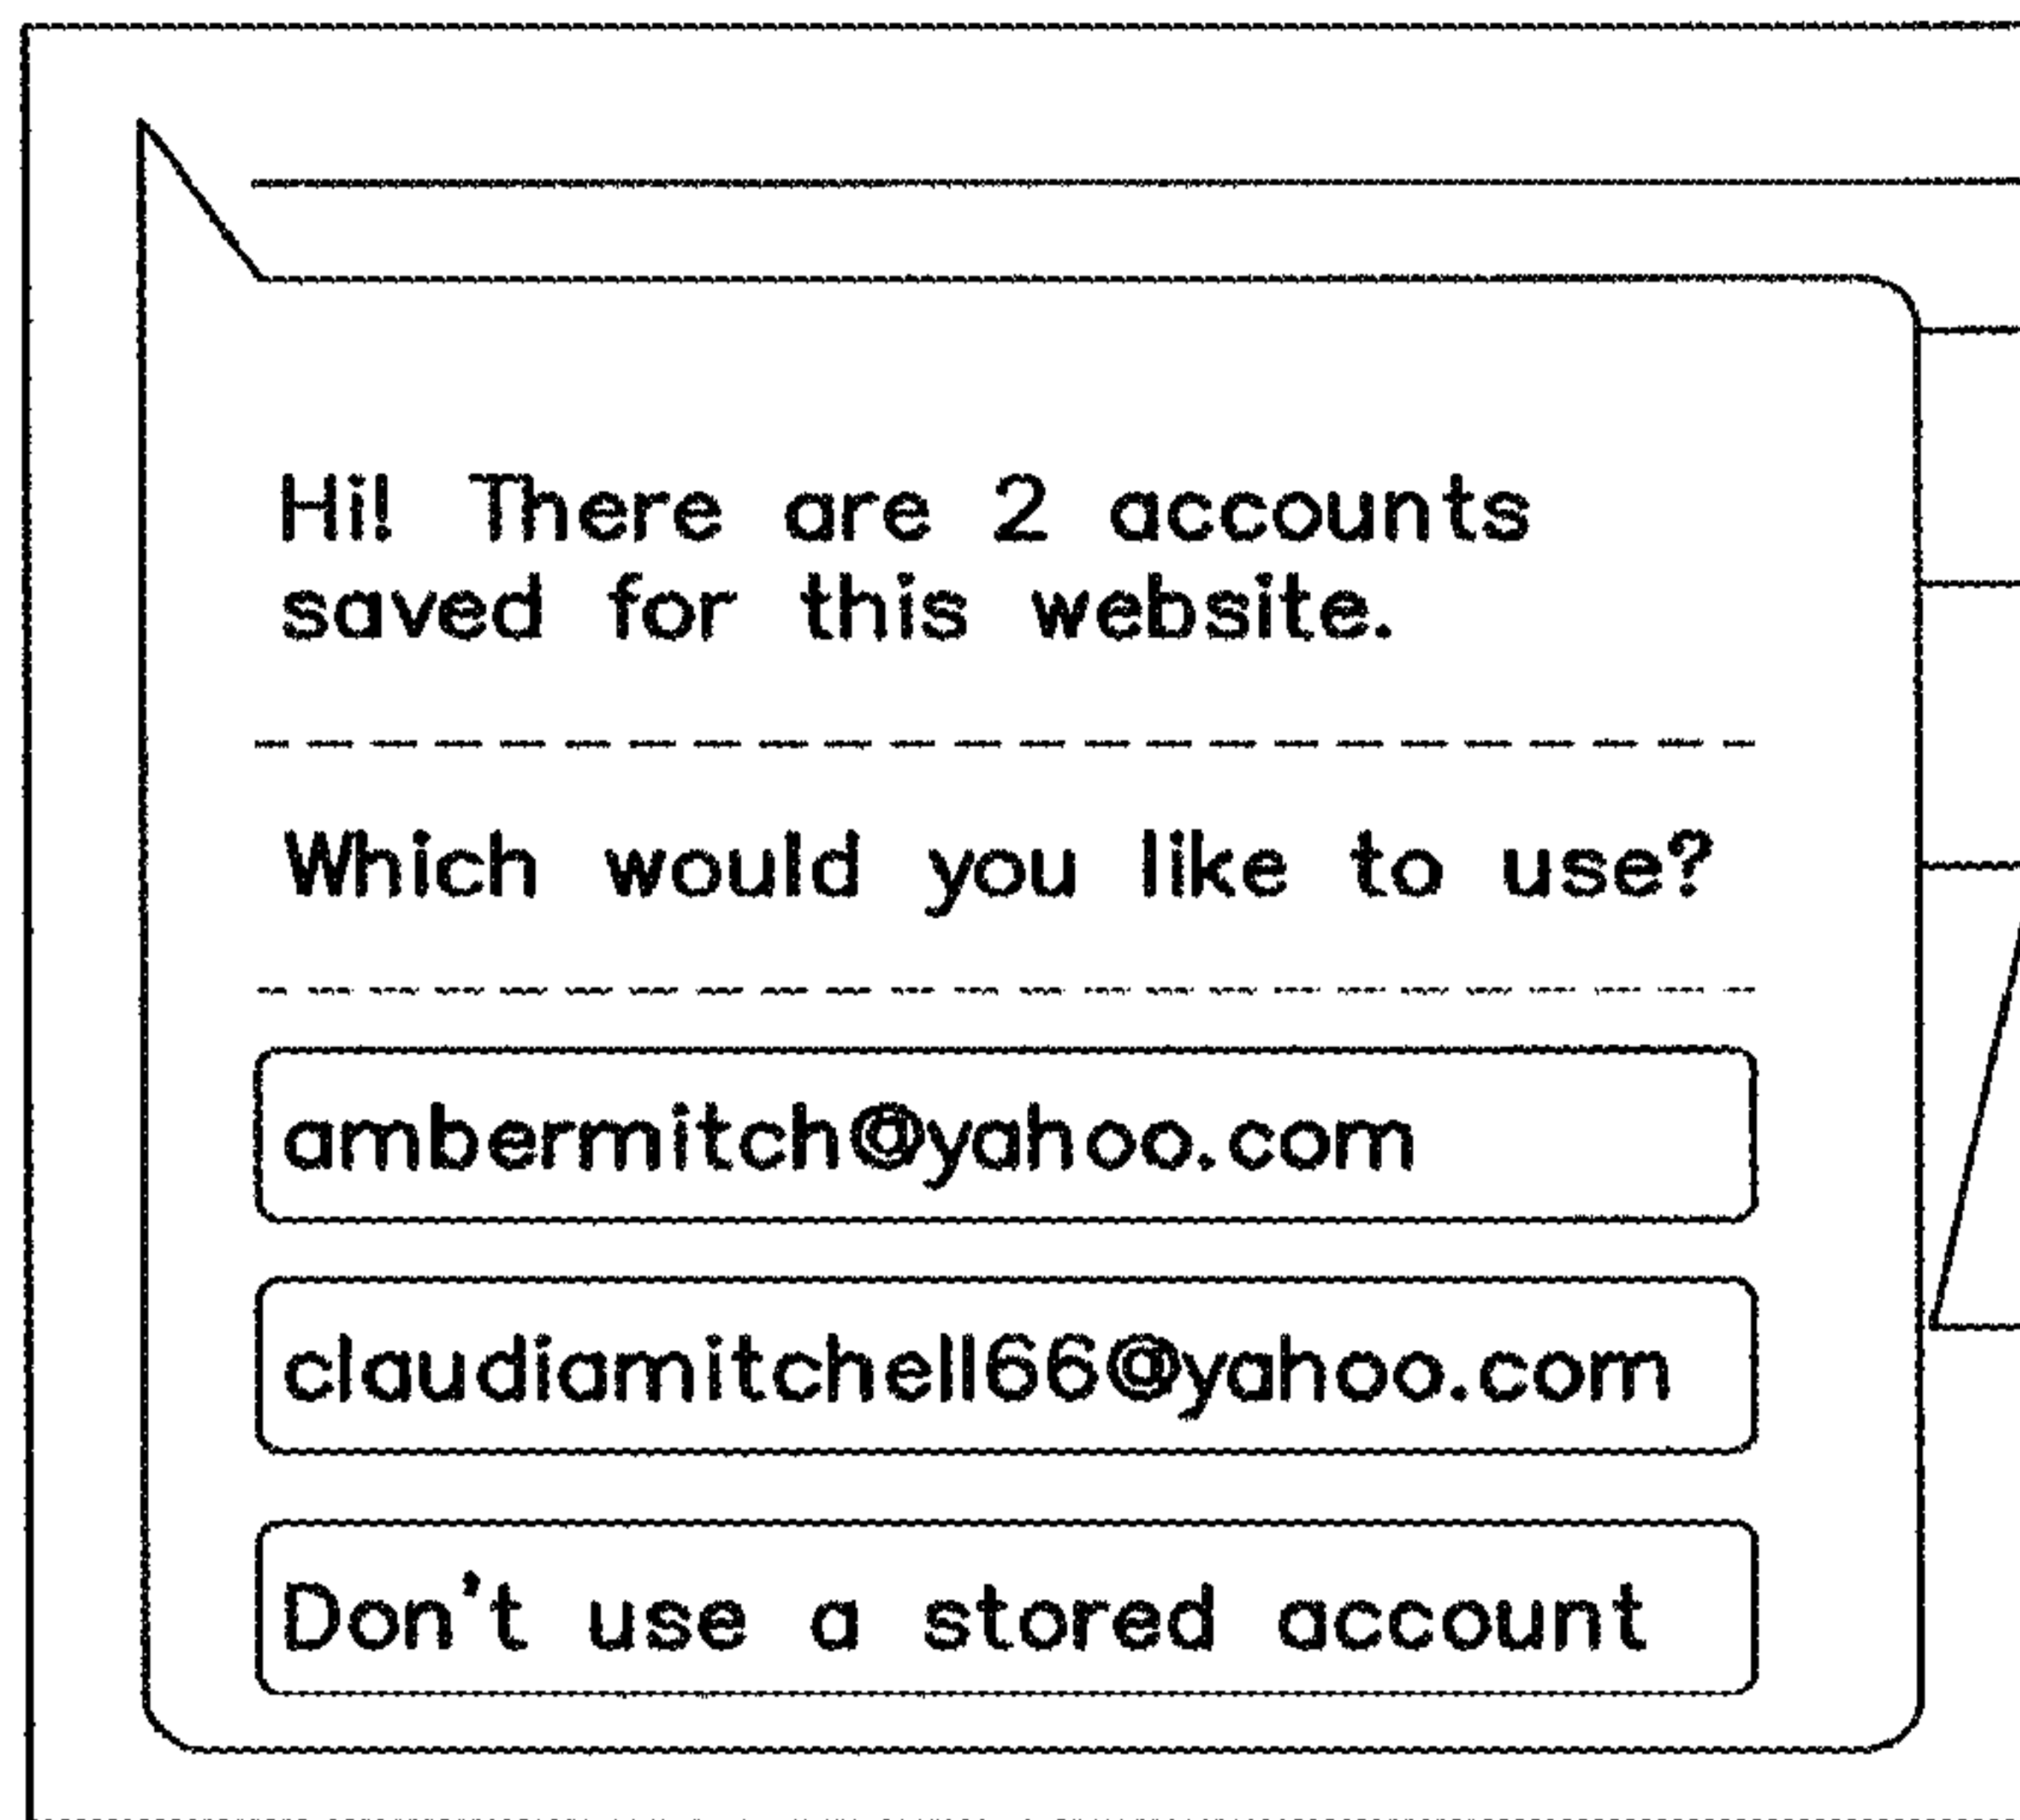 Hi! There are 2 accounts
saved for this website.
Which would you like to use?
ambermitch@yahoo.com
claudiamitchell66@yahoo.com
Don't use a stored account